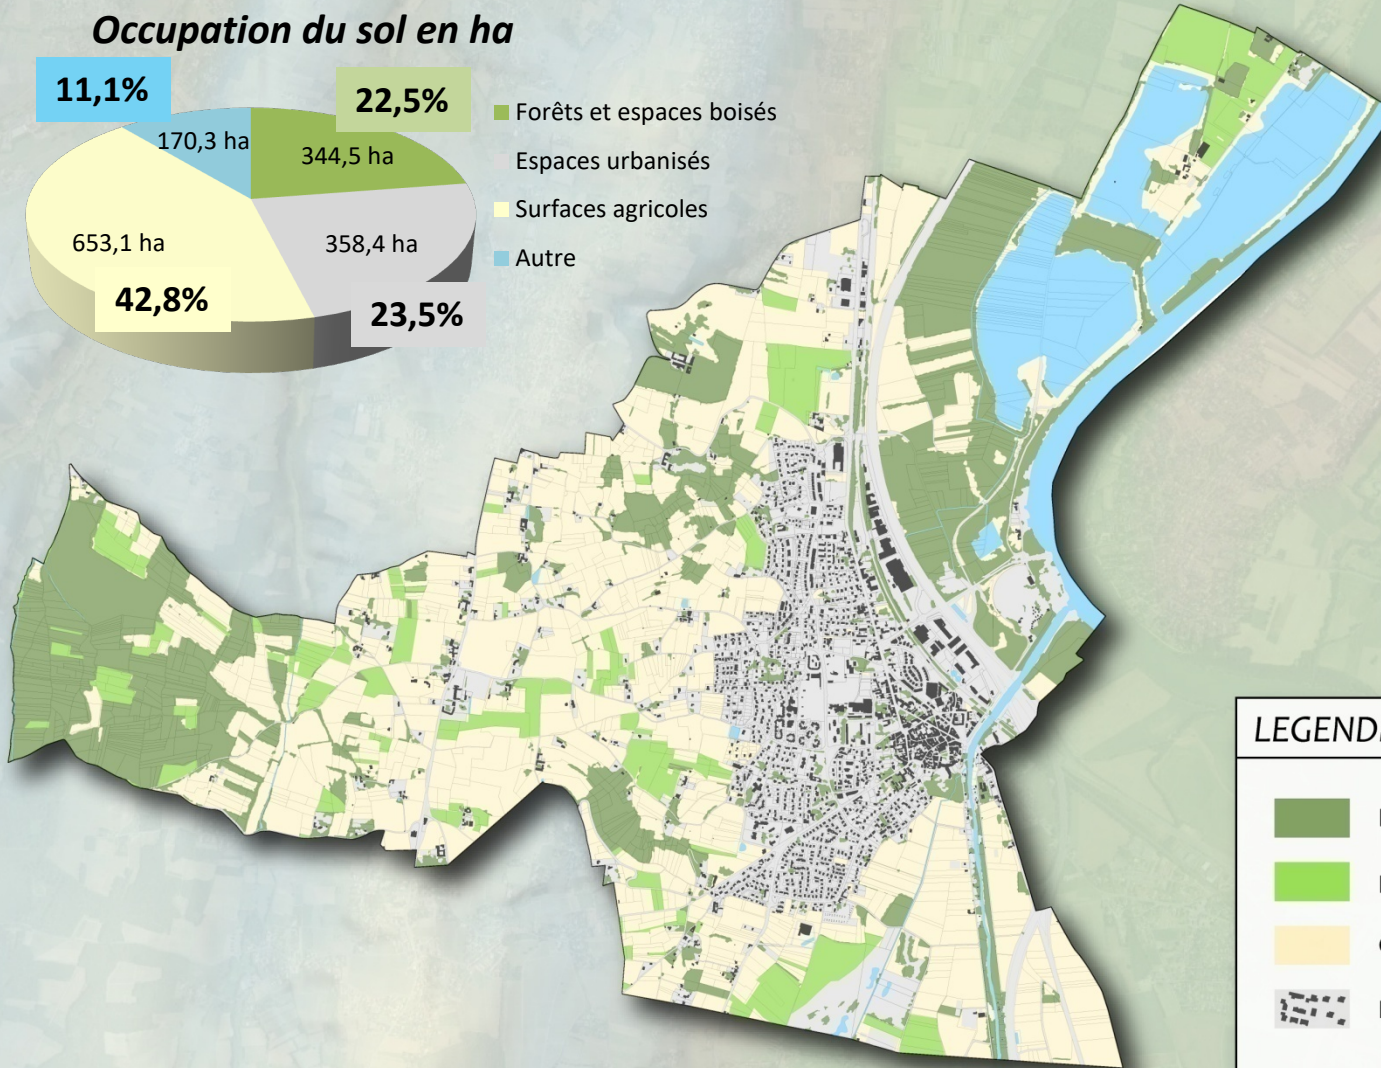 Occupation du sol en ha
11,1%
22,5%
170,3 ha
344,5 ha
653,1 ha
358,4 ha
42,8%
23,5%
Forêts et espaces boisés
Espaces urbanisés
Surfaces agricoles
Autre